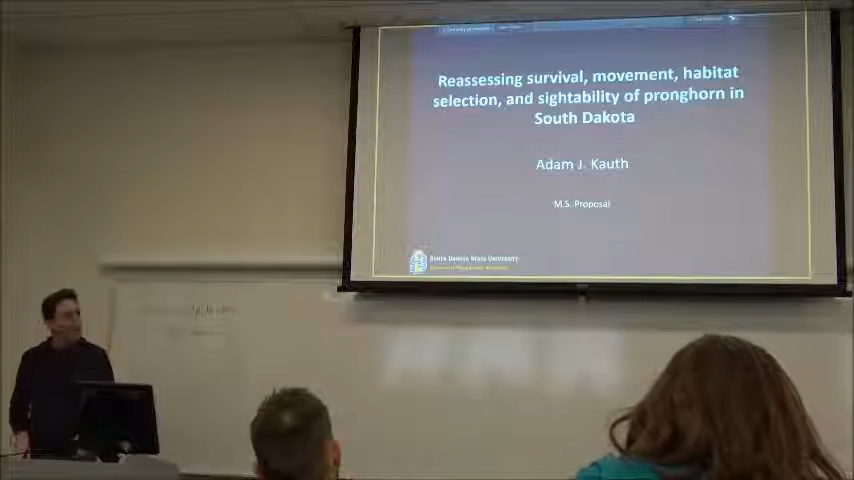 Reassessing survival, movement, habitat
selection, and sightability of pronghorn in
South Dakota
Adam J. Kauth
M.S. Proposal
South Dakota State University